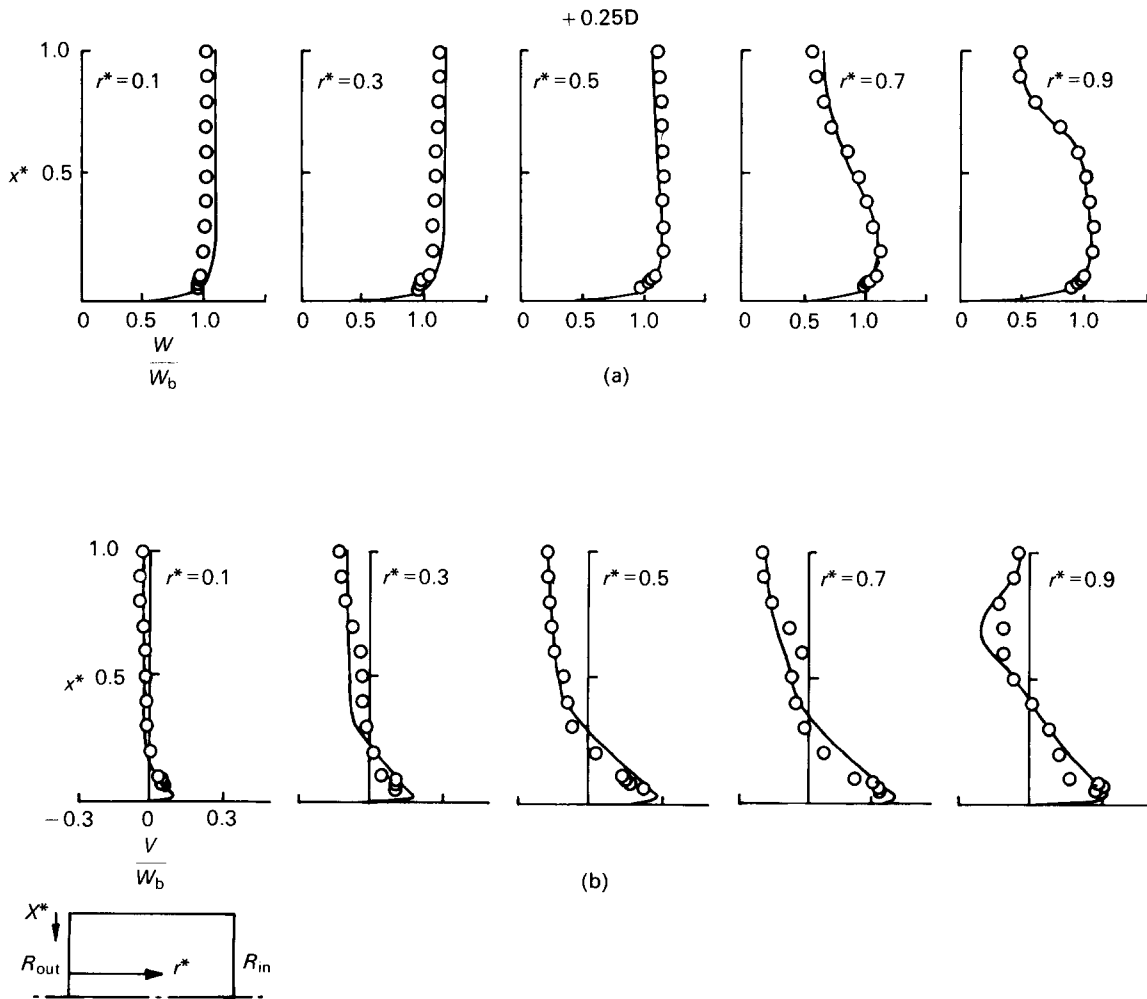 +0.25D
1.0 r*=0.1 r*=0.3 r*=0.5 r*=0.7 r*=0.9
x* 0.5
0 0.5 1.0 0 0.5 1.0 0 0.5 1.0 0 0.5 1.0 0 0.5 1.0
W
W_b
(a)
1.0 r*=0.1 r*=0.3 r*=0.5 r*=0.7 r*=0.9
x* 0.5
−0.3 0 0.3
V
W_b
(b)
X*
R_out r* R_in